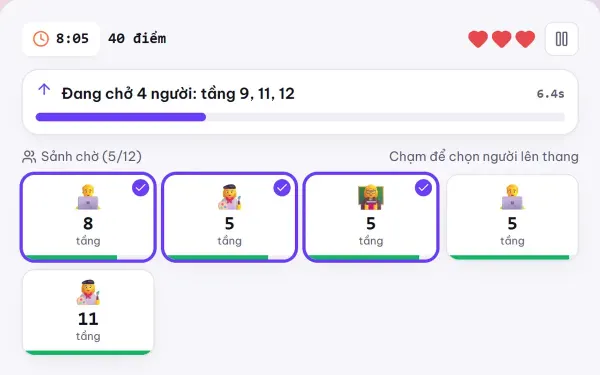 8:05 40 điểm
Đang chở 4 người: tầng 9, 11, 12 6.4s
Sảnh chờ (5/12) Chạm để chọn người lên thang
8 5 5 5
tầng tầng tầng tầng
11
tầng